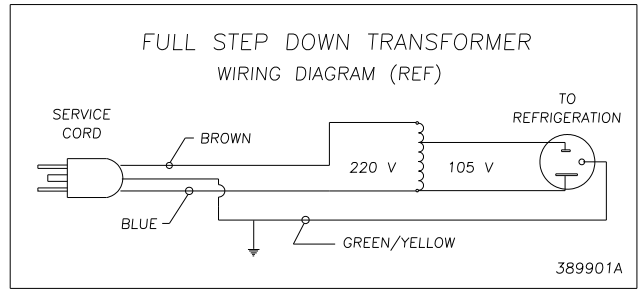 FULL STEP DOWN TRANSFORMER
WIRING DIAGRAM (REF)
SERVICE
CORD
BROWN
TO
REFRIGERATION
220 V
105 V
BLUE
GREEN/YELLOW
389901A